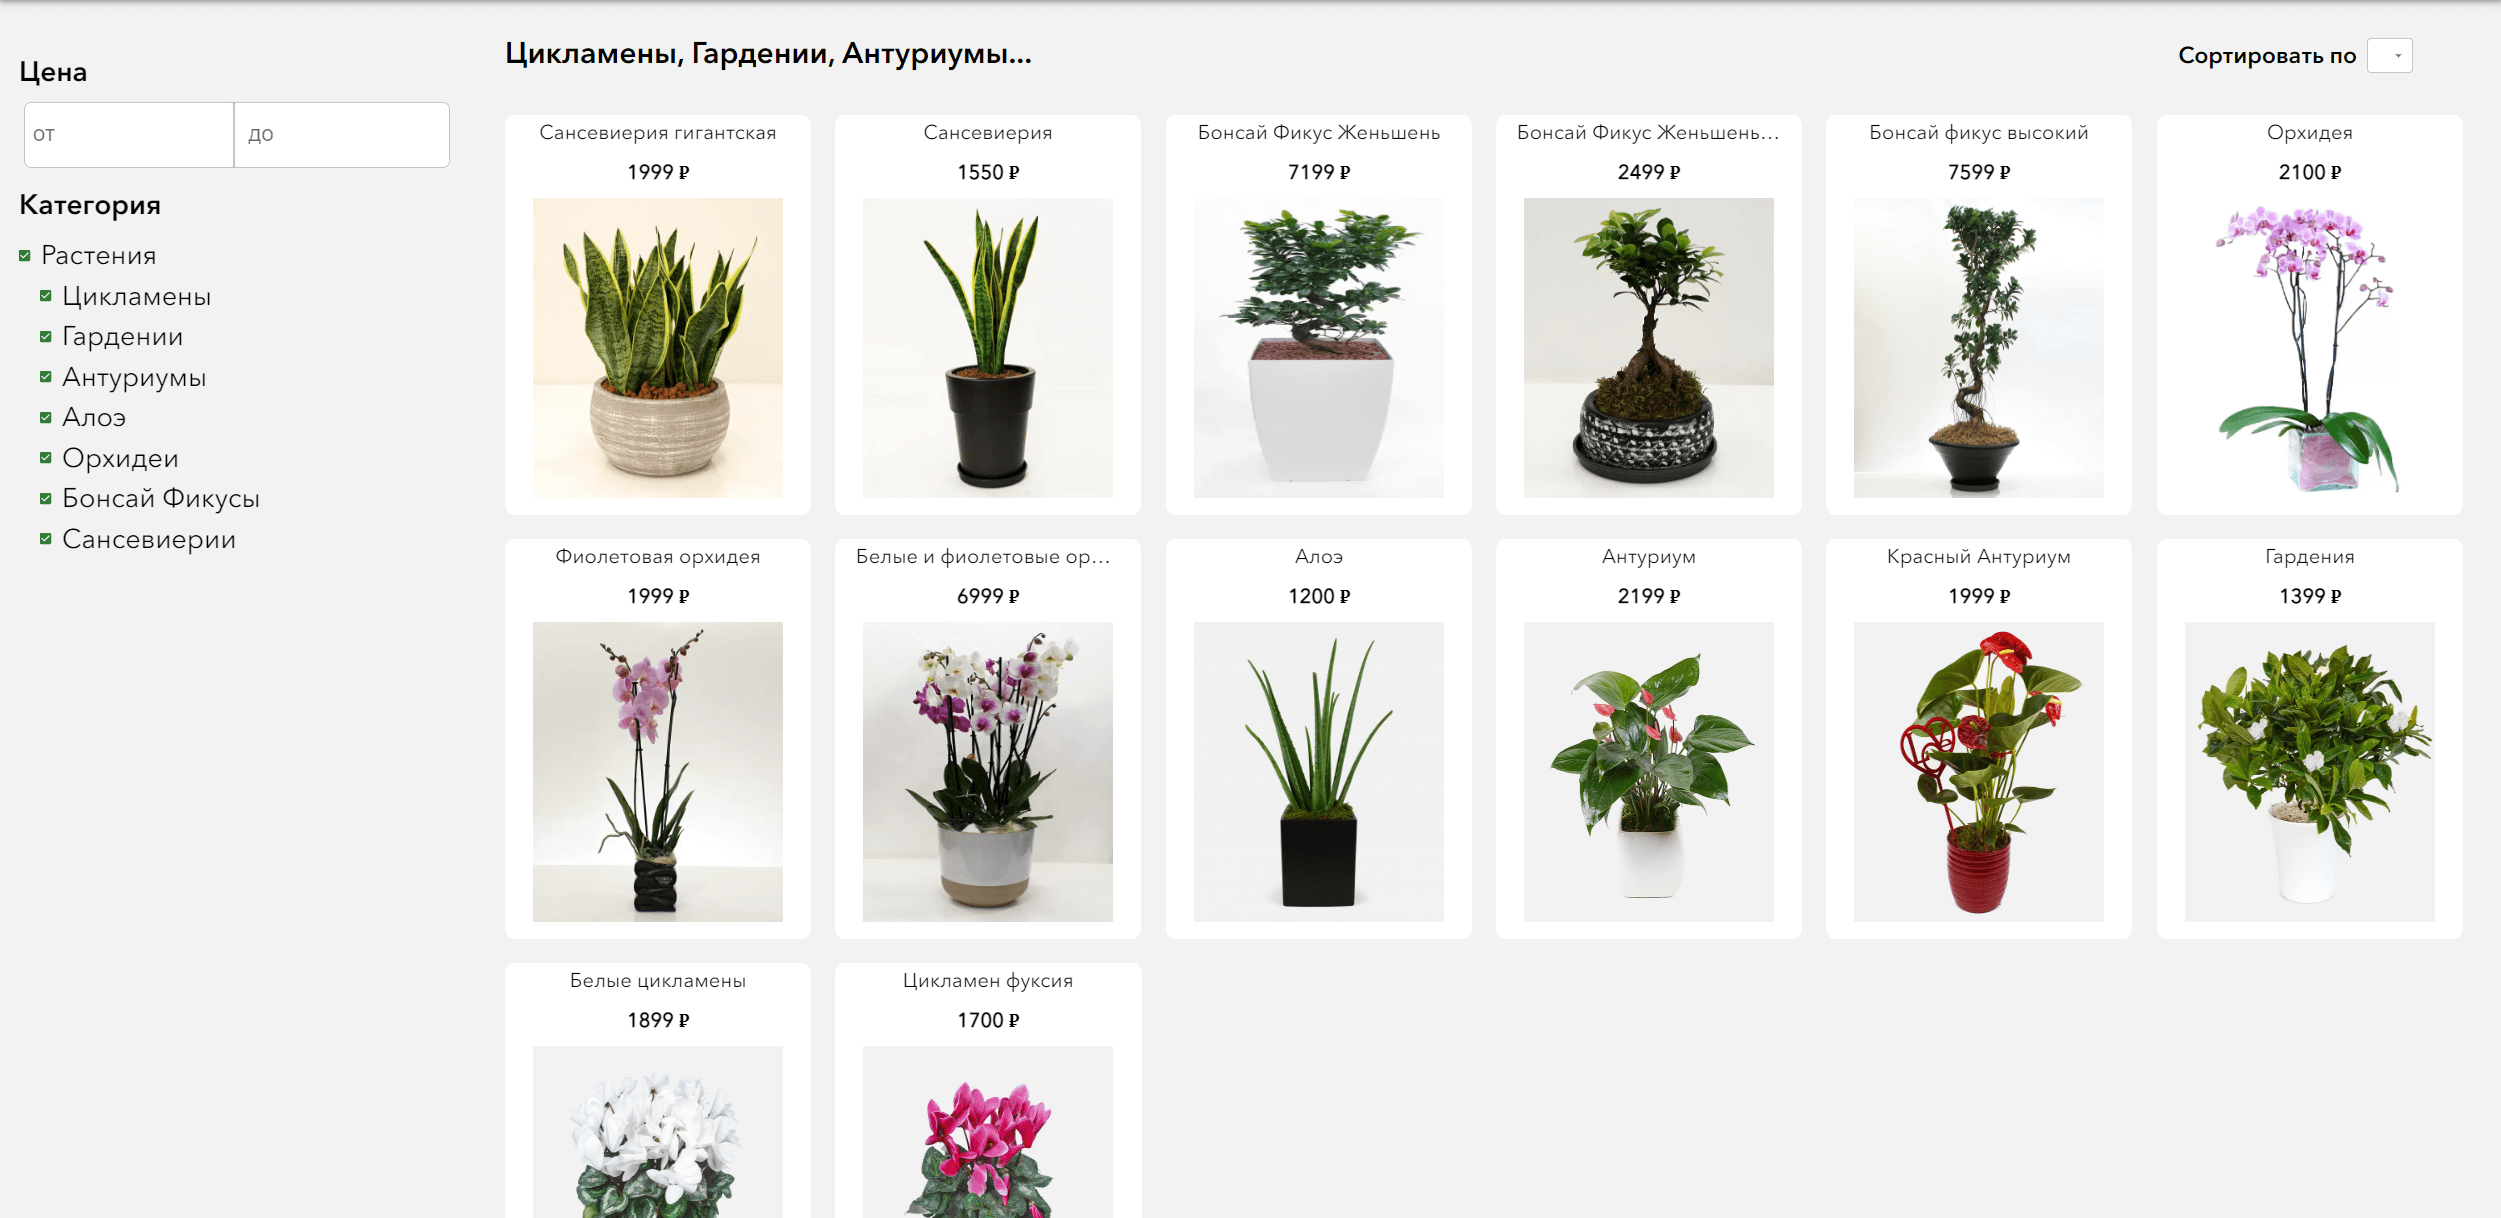 Цена
от
до
Категория
Растения
Цикламены
Гардении
Антуриумы
Алоэ
Орхидеи
Бонсай Фикусы
Сансевиерии
Цикламены, Гардении, Антуриумы...
Сортировать по
Сансевиерия гигантская
1999 ₽
Сансевиерия
1550 ₽
Бонсай Фикус Женьшень
7199 ₽
Бонсай Фикус Женьшень...
2499 ₽
Бонсай фикус высокий
7599 ₽
Орхидея
2100 ₽
Фиолетовая орхидея
1999 ₽
Белые и фиолетовые ор...
6999 ₽
Алоэ
1200 ₽
Антуриум
2199 ₽
Красный Антуриум
1999 ₽
Гардения
1399 ₽
Белые цикламены
1899 ₽
Цикламен фуксия
1700 ₽